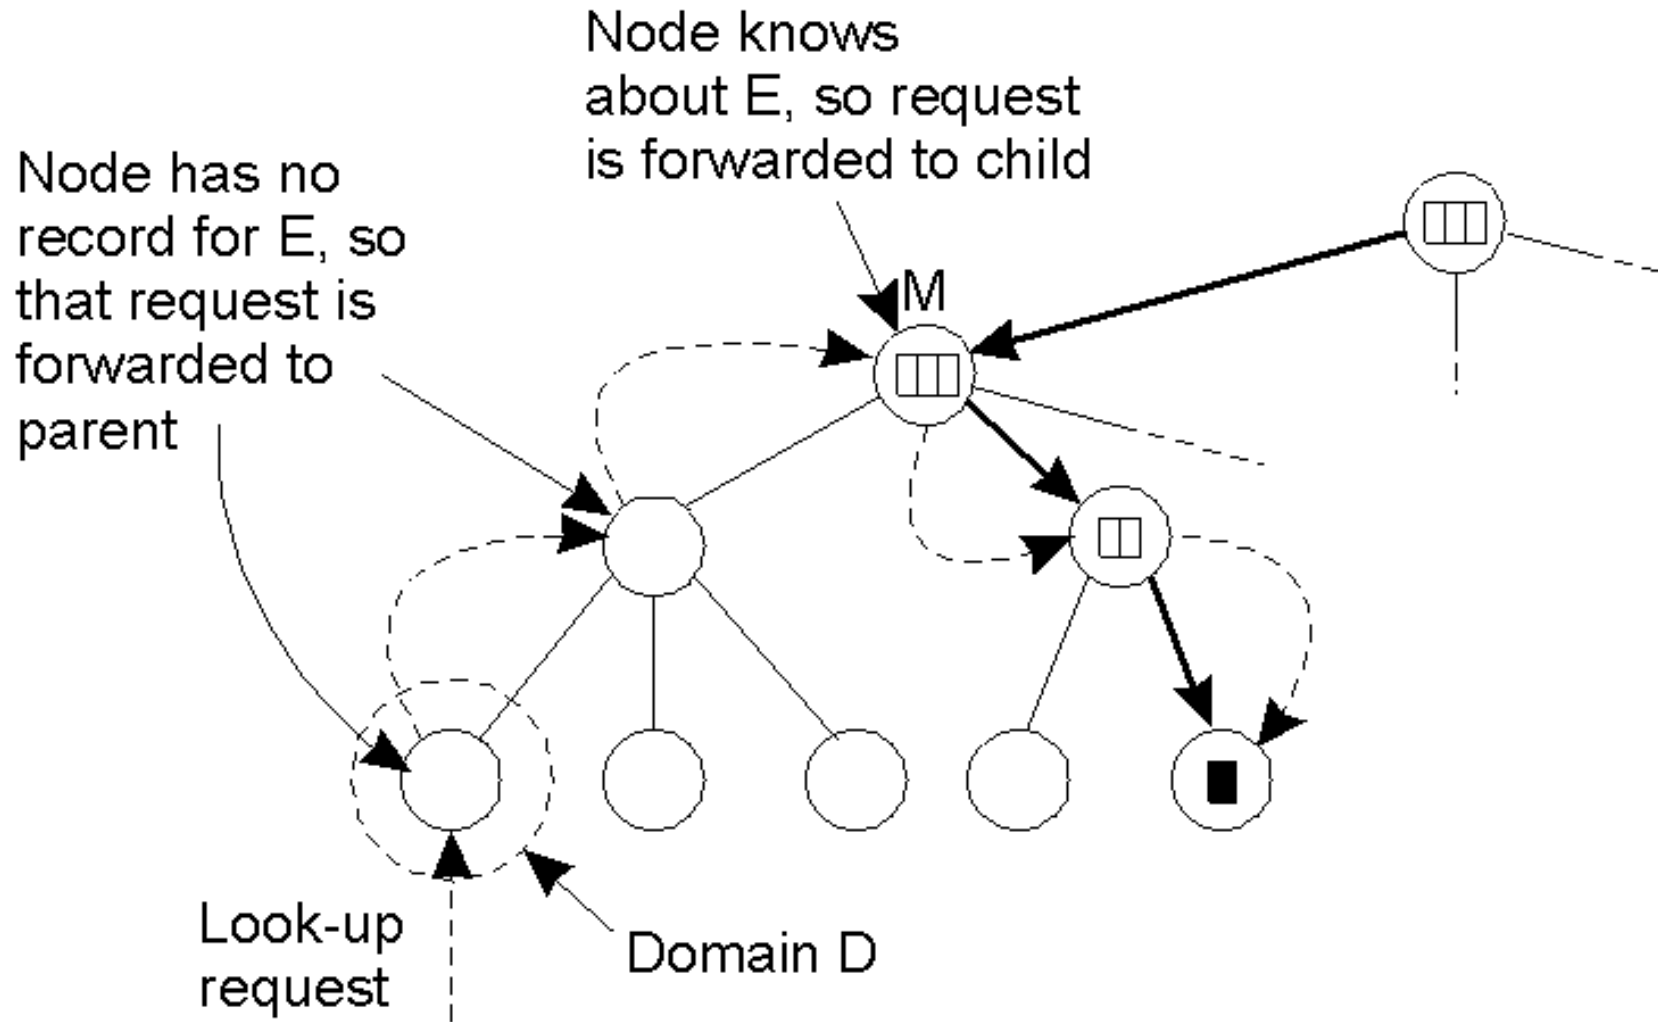 Node knows
about E, so request
is forwarded to child
Node has no
record for E, so
that request is
forwarded to
parent
M
Look-up
request
Domain D